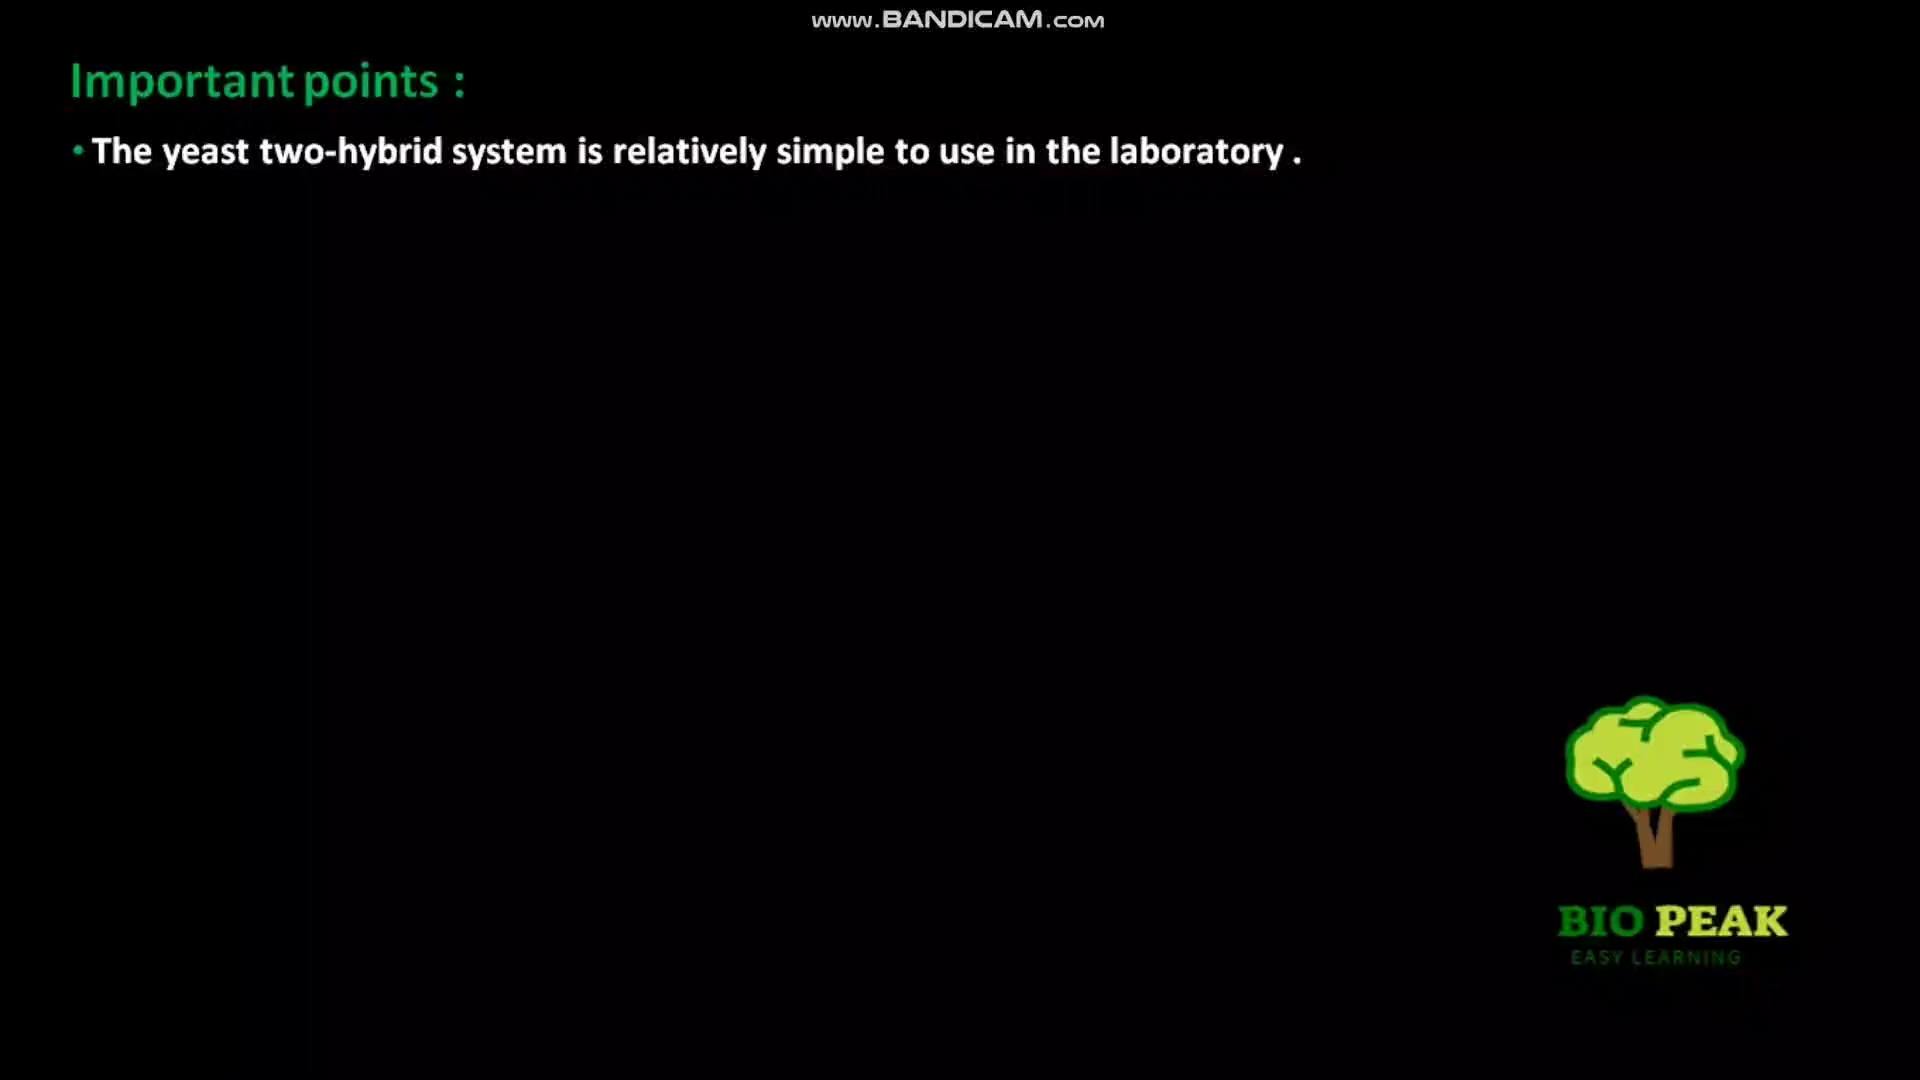 www.BANDICAM.com
Important points :
• The yeast two-hybrid system is relatively simple to use in the laboratory .
BIO PEAK
EASY LEARNING